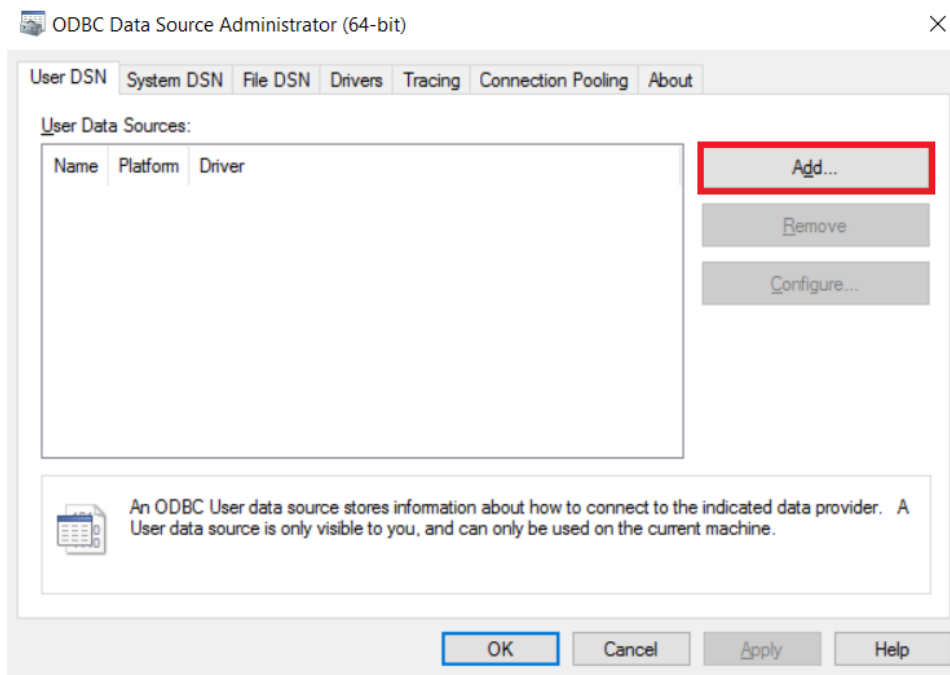 ODBC Data Source Administrator (64-bit)
User DSN System DSN File DSN Drivers Tracing Connection Pooling About
User Data Sources:
Name Platform Driver
Add...
Remove
Configure...
An ODBC User data source stores information about how to connect to the indicated data provider. A
User data source is only visible to you, and can only be used on the current machine.
OK Cancel Apply Help